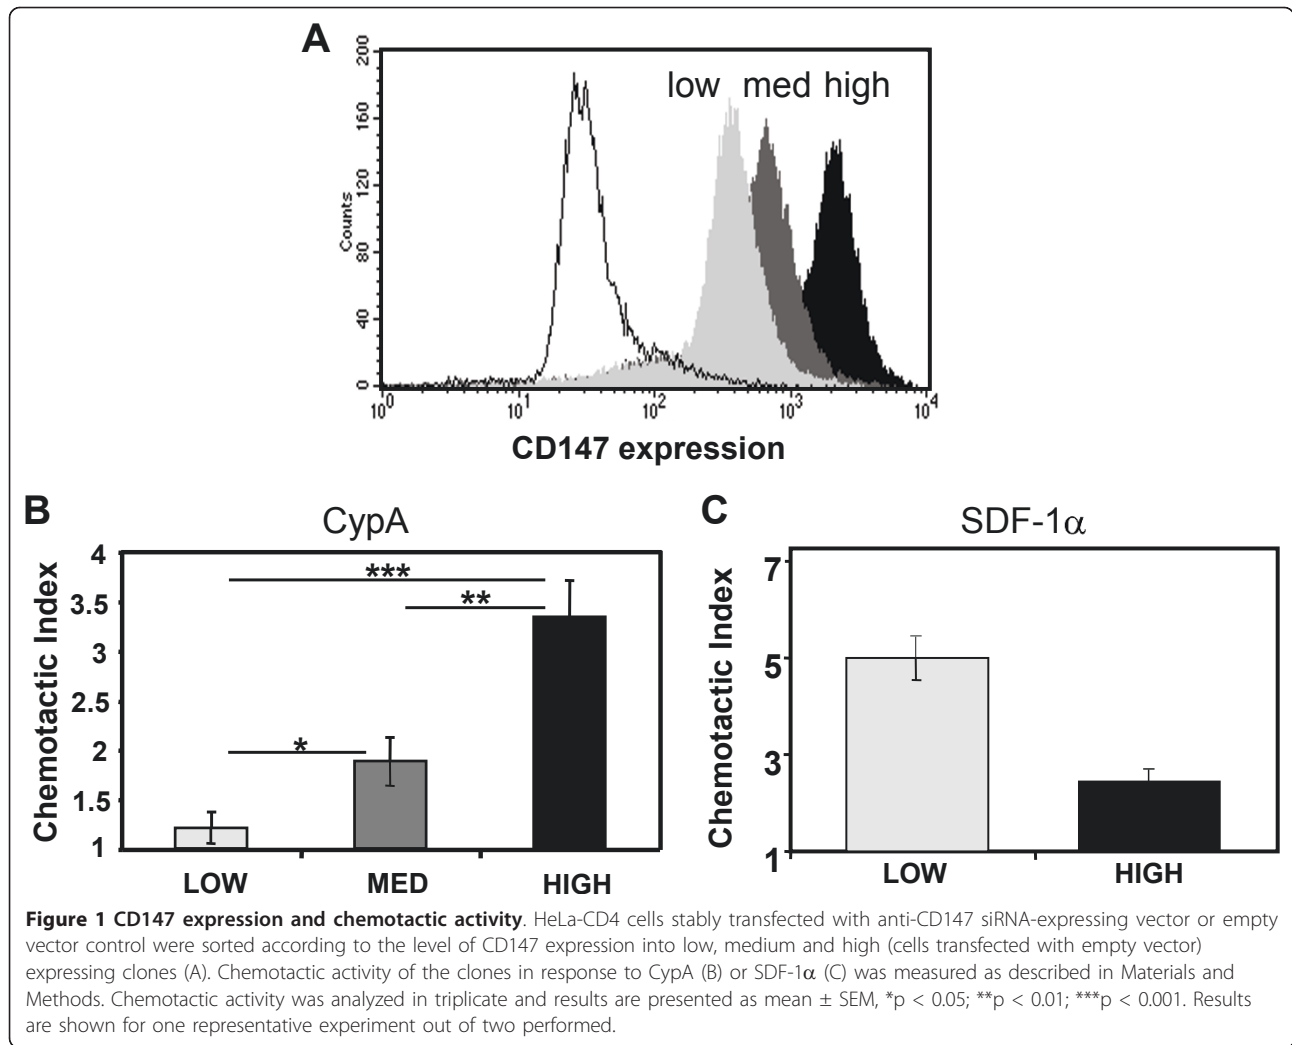 A
200
160
120
80
40
0
Counts
low med high
10^0 10^1 10^2 10^3 10^4
CD147 expression
B
CypA
Chemotactic Index
4
3.5
3
2.5
2
1.5
1
***
**
*
LOW MED HIGH
C
SDF-1α
Chemotactic Index
7
5
3
1
LOW HIGH
Figure 1 CD147 expression and chemotactic activity. HeLa-CD4 cells stably transfected with anti-CD147 siRNA-expressing vector or empty
vector control were sorted according to the level of CD147 expression into low, medium and high (cells transfected with empty vector)
expressing clones (A). Chemotactic activity of the clones in response to CypA (B) or SDF-1α (C) was measured as described in Materials and
Methods. Chemotactic activity was analyzed in triplicate and results are presented as mean ± SEM, *p < 0.05; **p < 0.01; ***p < 0.001. Results
are shown for one representative experiment out of two performed.